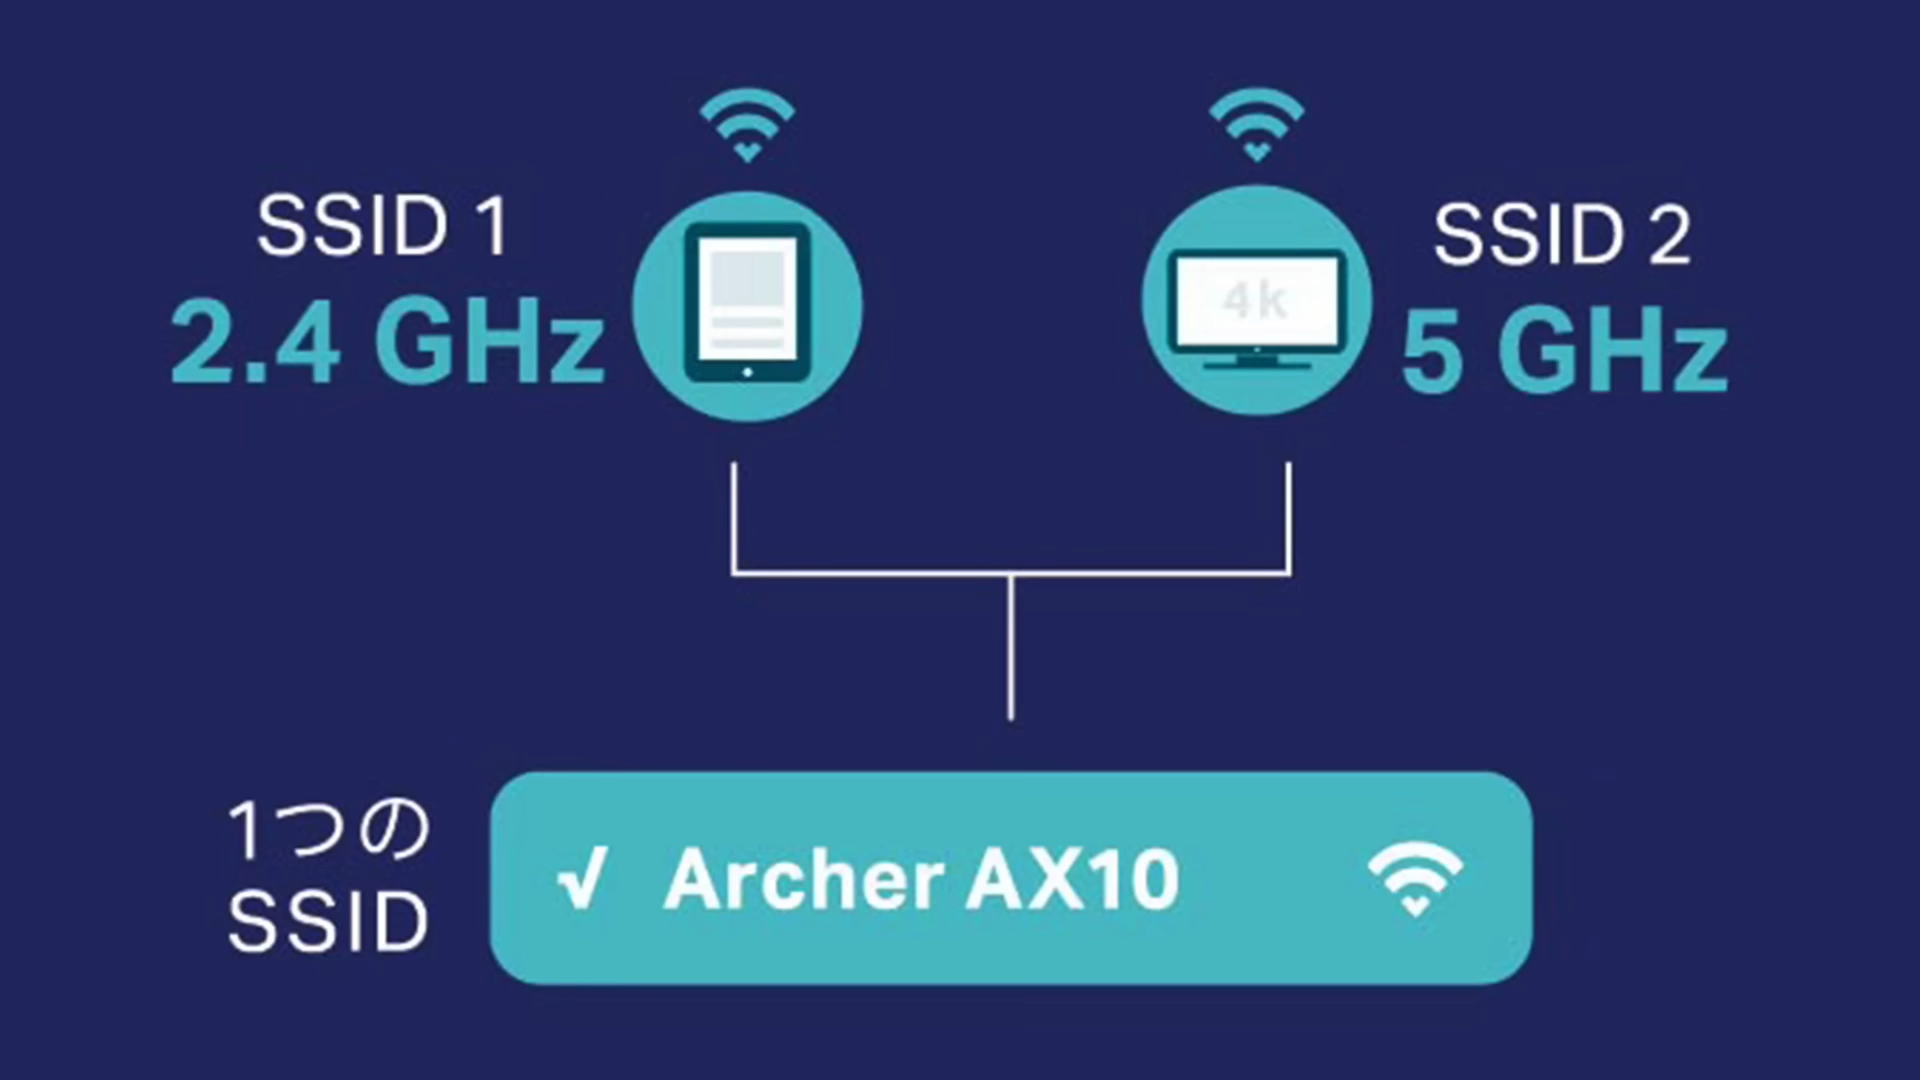 SSID 1
2.4 GHz
4k
SSID 2
5 GHz
1つの
SSID
√ Archer AX10